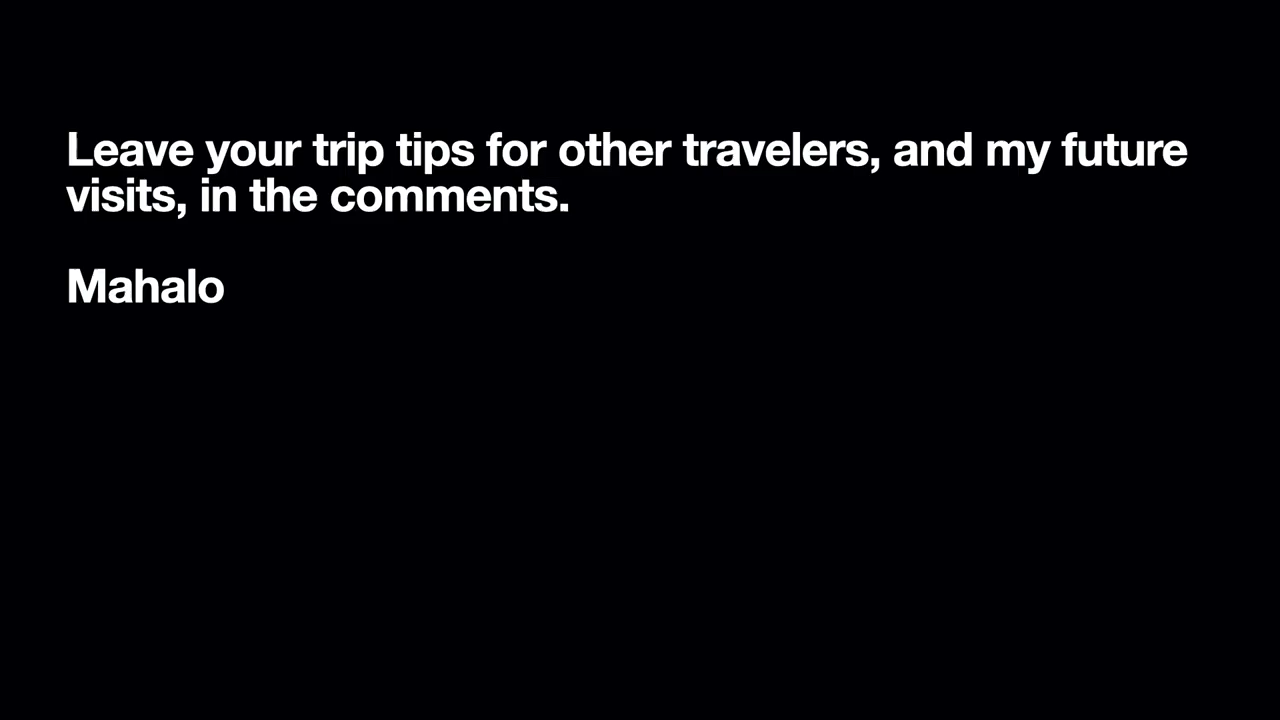 Leave your trip tips for other travelers, and my future
visits, in the comments.
Mahalo